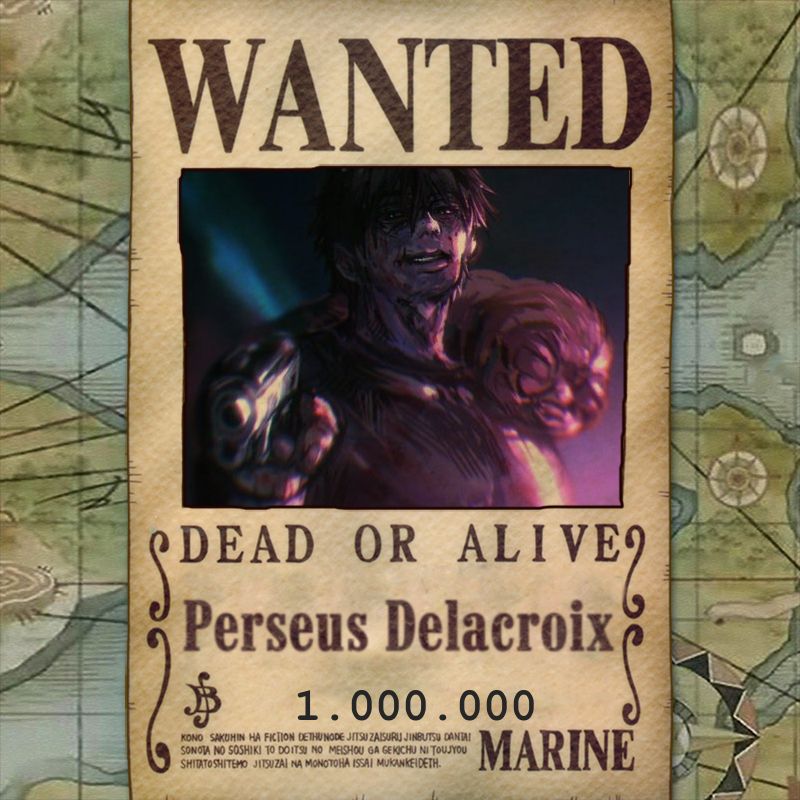 WANTED
DEAD OR ALIVE
Perseus Delacroix
1.000.000
KONO SAKUHIN HA FICTION DETHUNODE JITSUZAISURU JINBUTSU DANTAI
SONOTA NO SOSHIKI TO DOITSU NO MEISHOU GA GEKICHU NI TOUJYOU
SHITATOSHITEMO JITSUZAI NA MONOTOHA ISSAI MUKANKEIDETH.
MARINE